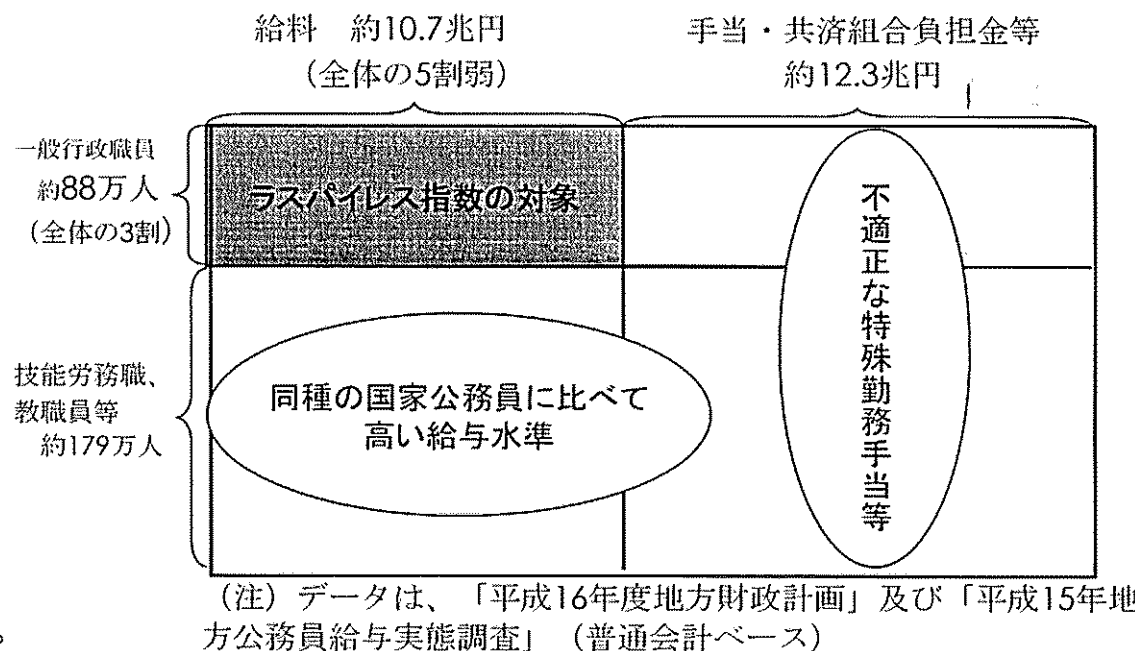 給料　約10.7兆円
（全体の5割弱）
手当・共済組合負担金等
約12.3兆円
一般行政職員
約88万人
（全体の3割）
ラスパイレス指数の対象
不適正な特殊勤務手当等
技能労務職、
教職員等
約179万人
同種の国家公務員に比べて
高い給与水準
（注）データは、「平成16年度地方財政計画」及び「平成15年地
方公務員給与実態調査」（普通会計ベース）
。